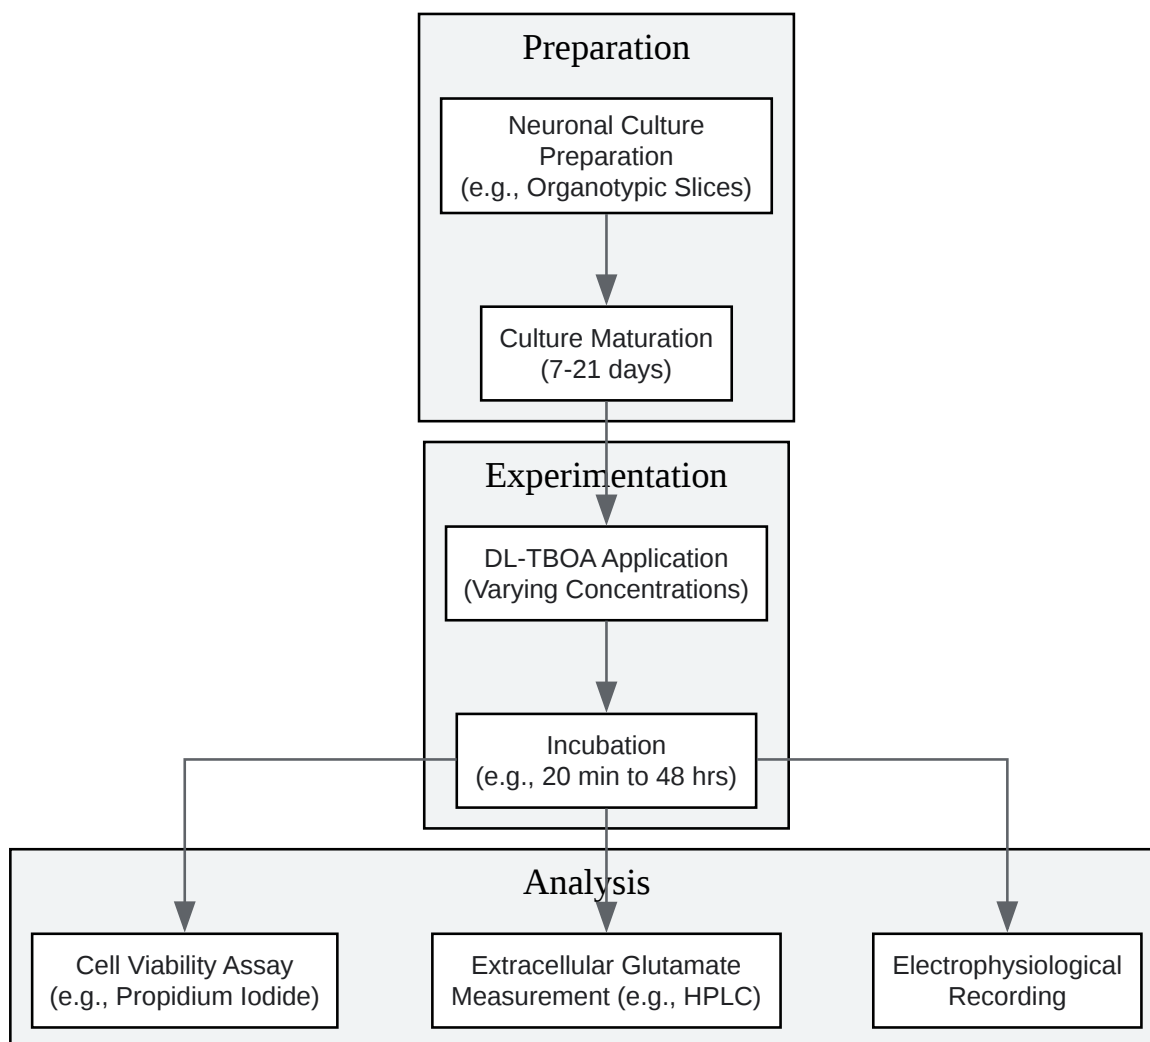 Preparation
Neuronal Culture
Preparation
(e.g., Organotypic Slices)
Culture Maturation
(7-21 days)
Experimentation
DL-TBOA Application
(Varying Concentrations)
Incubation
(e.g., 20 min to 48 hrs)
Analysis
Cell Viability Assay
(e.g., Propidium Iodide)
Extracellular Glutamate
Measurement (e.g., HPLC)
Electrophysiological
Recording